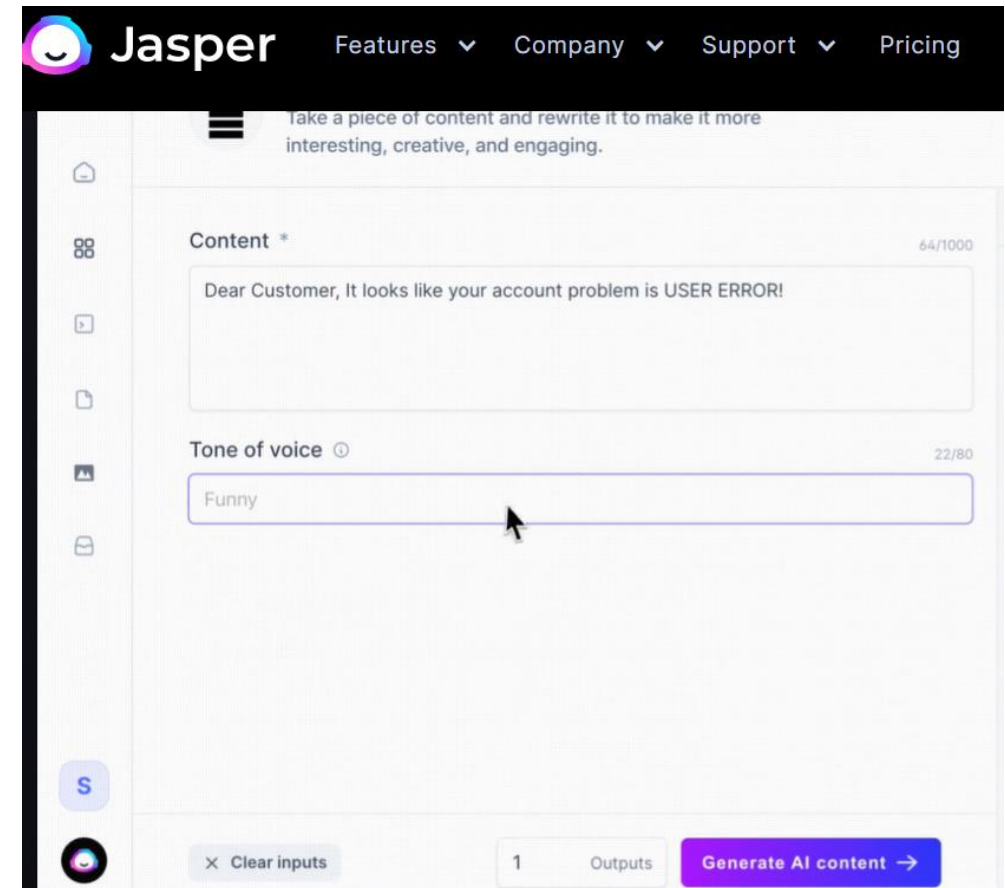 Jasper Features Company Support Pricing
Take a piece of content and rewrite it to make it more
interesting, creative, and engaging.
Content *
64/1000
Dear Customer, It looks like your account problem is USER ERROR!
Tone of voice
22/80
Funny
S
× Clear inputs 1 Outputs Generate AI content →